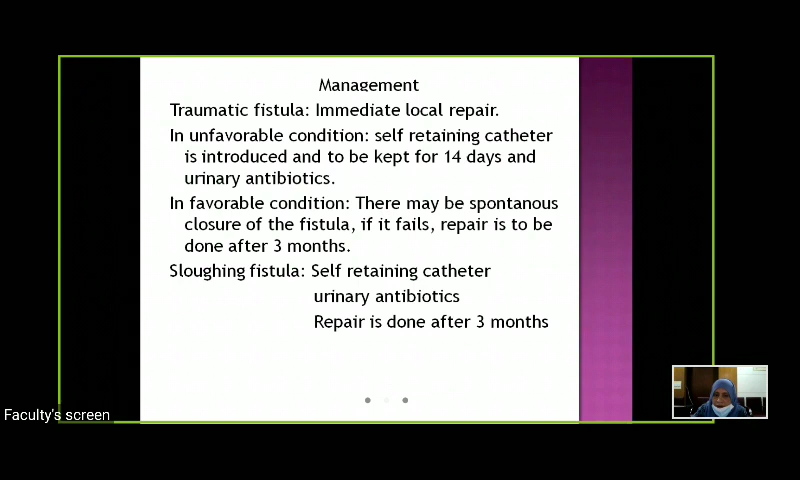 Management
Traumatic fistula: Immediate local repair.
In unfavorable condition: self retaining catheter
is introduced and to be kept for 14 days and
urinary antibiotics.
In favorable condition: There may be spontanous
closure of the fistula, if it fails, repair is to be
done after 3 months.
Sloughing fistula: Self retaining catheter
urinary antibiotics
Repair is done after 3 months
Faculty's screen